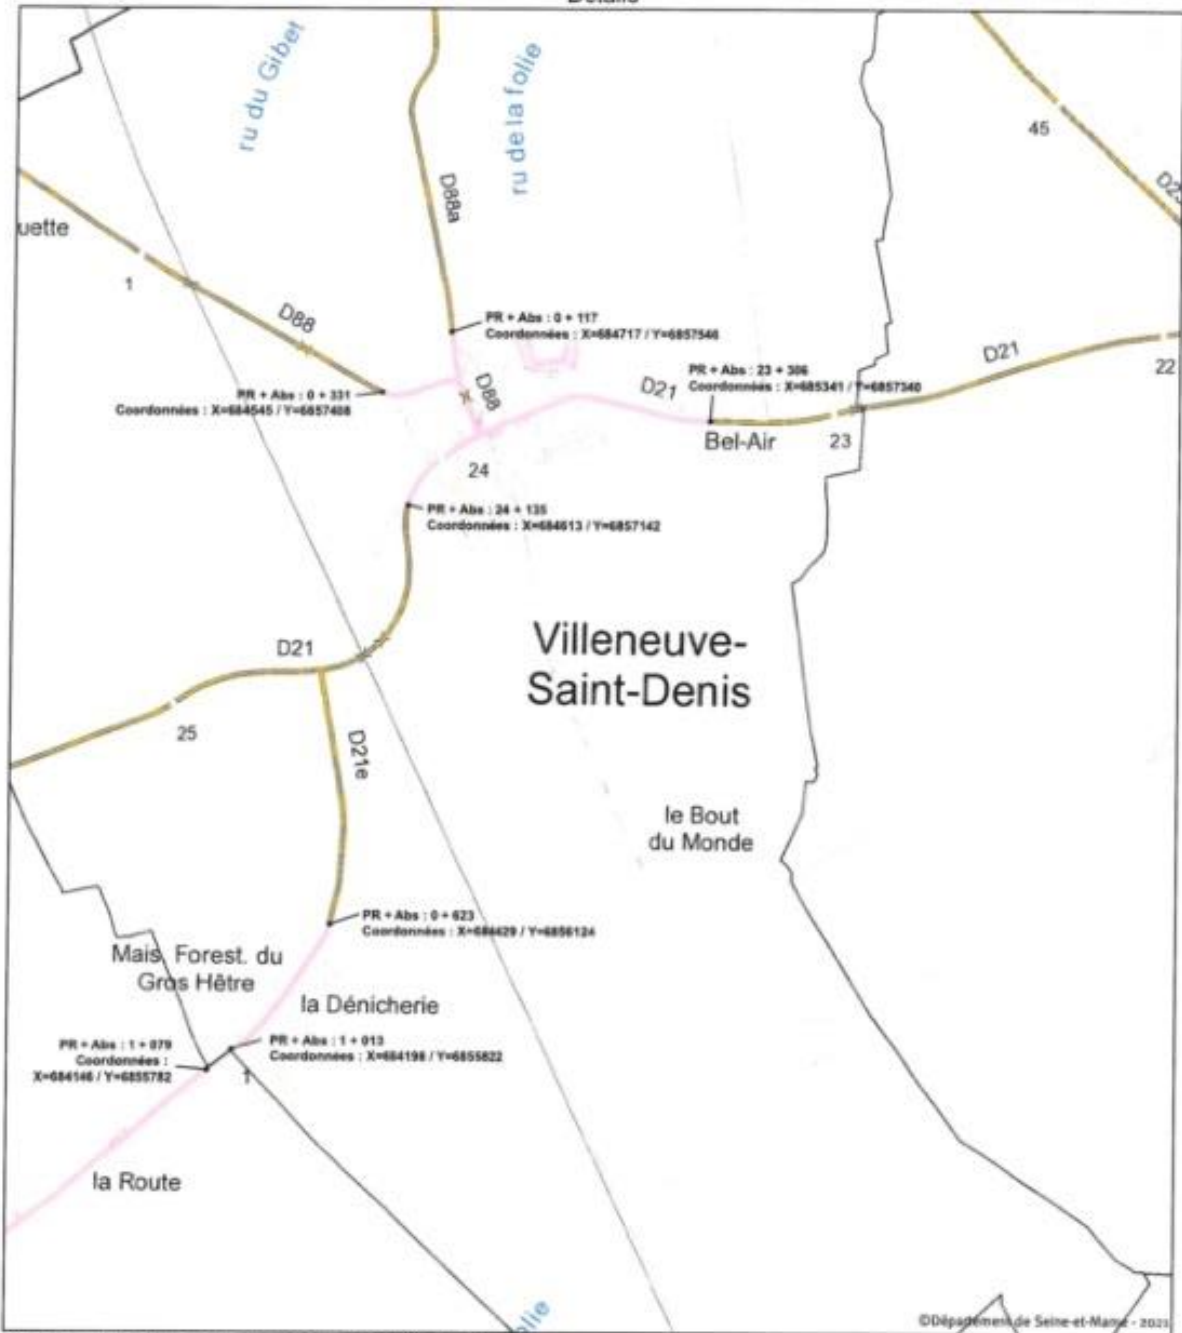 ru du Gibet
ru de la folie
45
uette
D88a
1
D88
PR + Abs : 0 + 117
Coordonnées : X=684717 / Y=6857546
D21
22
PR + Abs : 23 + 306
Coordonnées : X=685341 / Y=6857340
D21
D88
PR + Abs : 0 + 331
Coordonnées : X=684545 / Y=6857408
Bel-Air
23
24
PR + Abs : 24 + 135
Coordonnées : X=684613 / Y=6857142
Villeneuve-
Saint-Denis
D21
25
D21e
le Bout
du Monde
PR + Abs : 0 + 623
Coordonnées : X=684429 / Y=6856124
Mais. Forest. du
Gros Hêtre
la Dénicherie
PR + Abs : 1 + 013
Coordonnées : X=684198 / Y=6855822
PR + Abs : 1 + 079
Coordonnées :
X=684146 / Y=6855782
1
la Route
olie
©Département de Seine-et-Marne - 2021